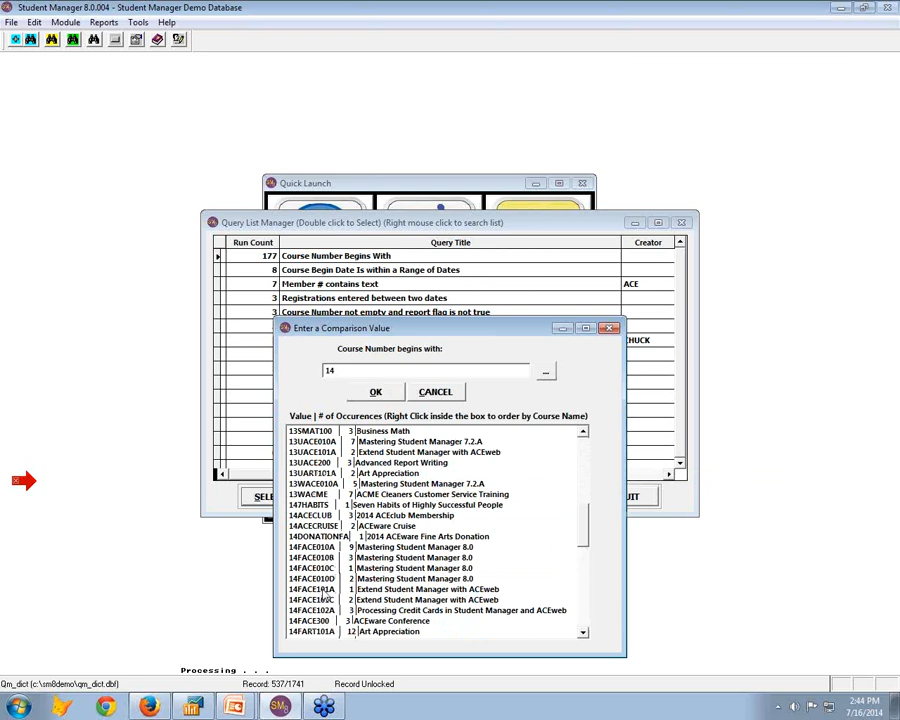 Student Manager 8.0.004 - Student Manager Demo Database
File Edit Module Reports Tools Help
Quick Launch
Query List Manager (Double click to Select) (Right mouse click to search list)
Run Count Query Title Creator
177 Course Number Begins With
8 Course Begin Date Is within a Range of Dates
7 Member # contains text ACE
3 Registrations entered between two dates
3 Course Number not empty and report flag is not true
Enter a Comparison Value
CHUCK
Course Number begins with:
14 ...
OK CANCEL
Value | # of Occurences (Right Click inside the box to order by Course Name)
13SMAT100 | 3 | Business Math
13UACE010A | 7 | Mastering Student Manager 7.2.A
13UACE101A | 2 | Extend Student Manager with ACEweb
13UACE200 | 3 | Advanced Report Writing
13UART101A | 2 | Art Appreciation
13WACE010A | 5 | Mastering Student Manager 7.2.A
13WACME | 7 | ACME Cleaners Customer Service Training
147HABITS | 1 | Seven Habits of Highly Successful People
14ACECLUB | 3 | 2014 ACEclub Membership
14ACECRUISE | 2 | ACEware Cruise
14DONATIONFA | 1 | 2014 ACEware Fine Arts Donation
14FACE010A | 9 | Mastering Student Manager 8.0
14FACE010B | 3 | Mastering Student Manager 8.0
14FACE010C | 1 | Mastering Student Manager 8.0
14FACE010D | 2 | Mastering Student Manager 8.0
14FACE101A | 1 | Extend Student Manager with ACEweb
2 | Extend Student Manager with ACEweb
14FACE102A | 3 | Processing Credit Cards in Student Manager and ACEweb
14FACE300 | 3 | ACEware Conference
14FART101A | 12 | Art Appreciation
Processing . . .
Qm_dict (c:\sm8demo\qm_dict.dbf) Record: 537/1741 Record Unlocked
SM8
2:44 PM
7/16/2014